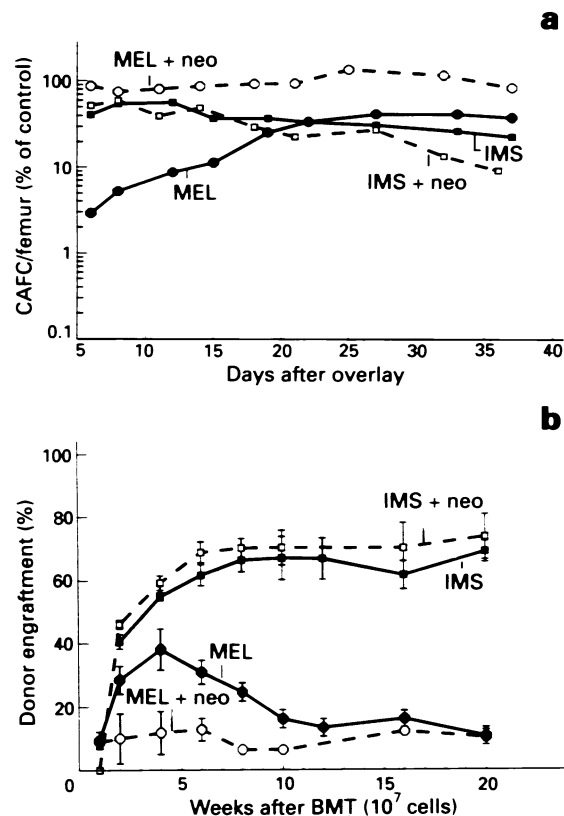 a
MEL + neo
100
10
1
0.1
CAFC/femur (% of control)
MEL
IMS
IMS + neo
5 10 15 20 25 30 35 40
Days after overlay
b
100
80
60
40
20
0
Donor engraftment (%)
IMS + neo
IMS
MEL
MEL + neo
5 10 15 20
Weeks after BMT (10⁷ cells)